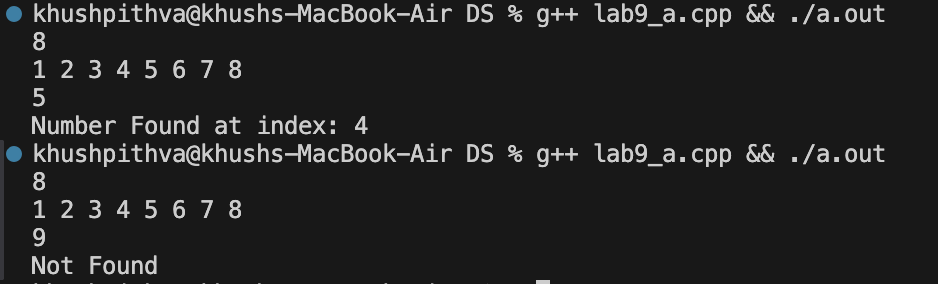 khushpithva@khushs-MacBook-Air DS % g++ lab9_a.cpp && ./a.out
8
1 2 3 4 5 6 7 8
5
Number Found at index: 4
khushpithva@khushs-MacBook-Air DS % g++ lab9_a.cpp && ./a.out
8
1 2 3 4 5 6 7 8
9
Not Found